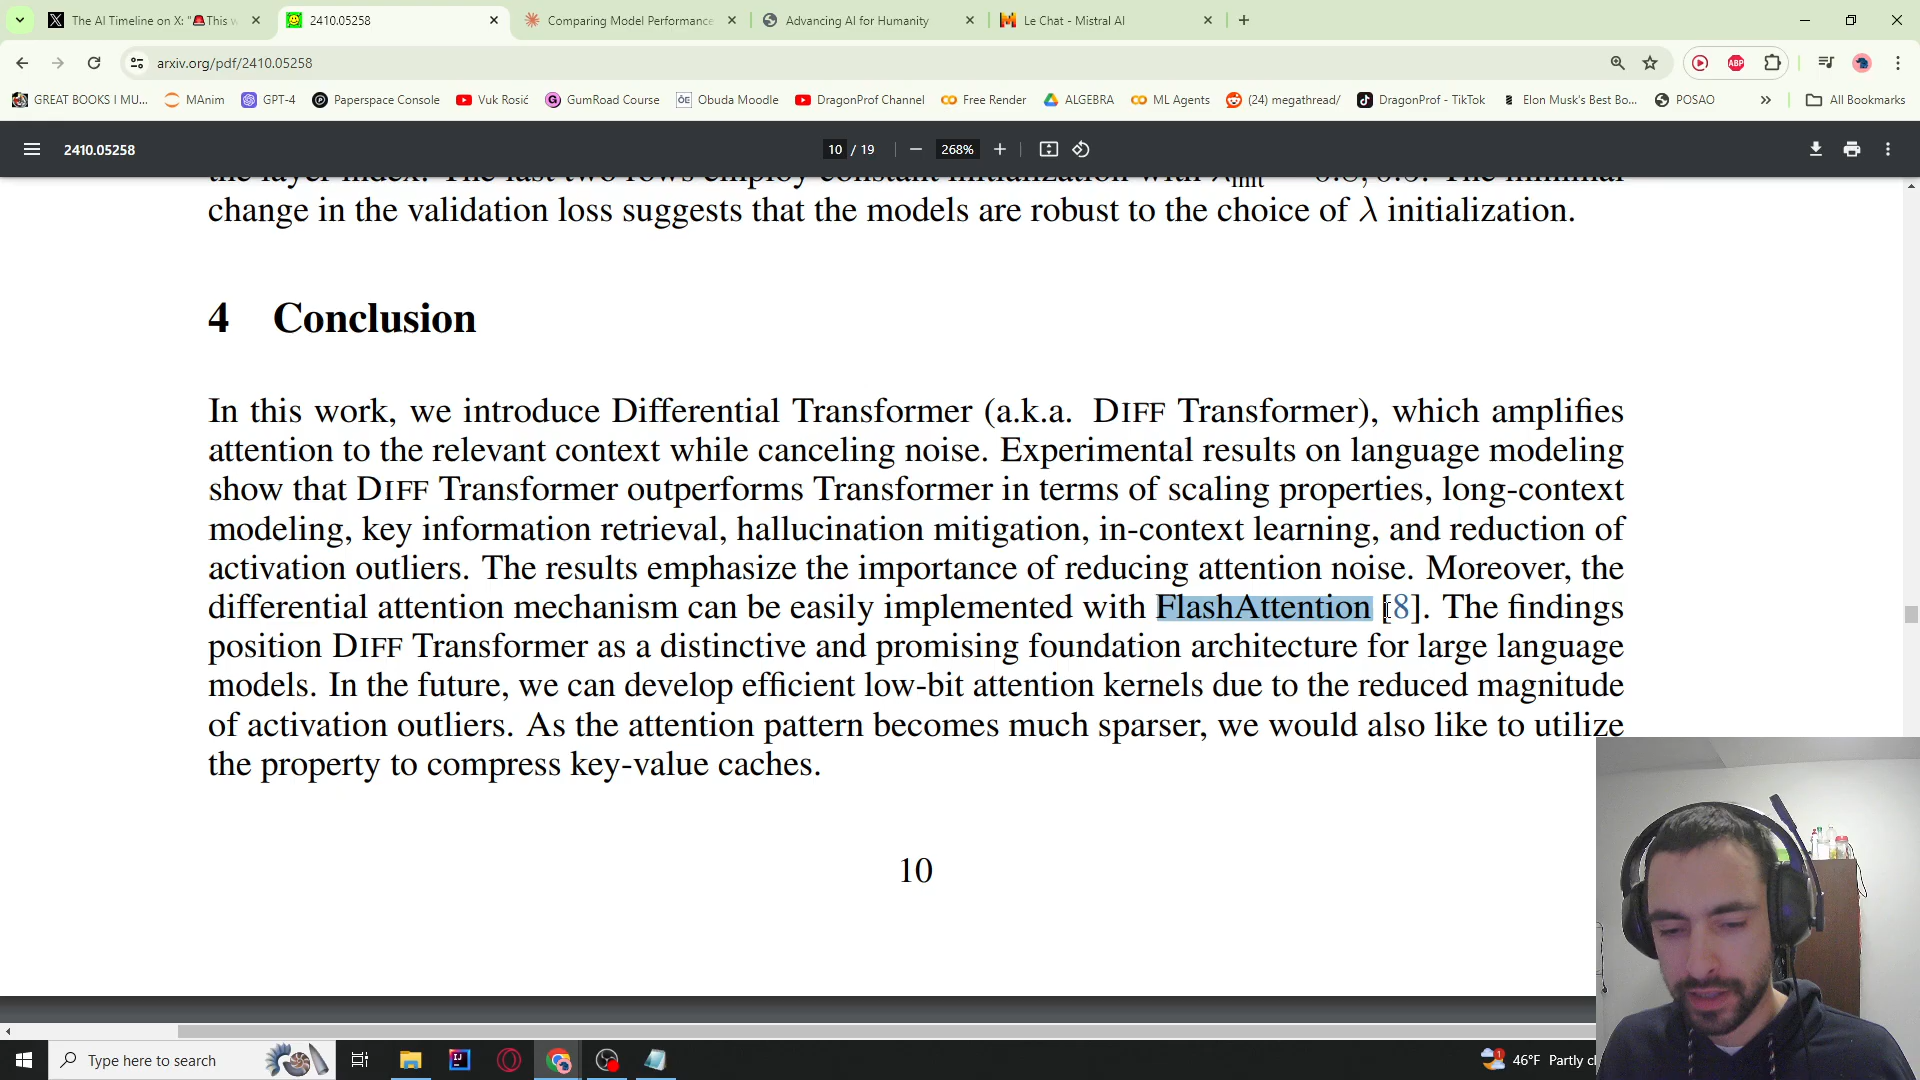 The AI Timeline on X: "🚨This w
2410.05258
Comparing Model Performance
Advancing AI for Humanity
Le Chat - Mistral AI
arxiv.org/pdf/2410.05258
ABP
GREAT BOOKS I MU...
MAnim
GPT-4
Paperspace Console
Vuk Rosić
GumRoad Course
Obuda Moodle
DragonProf Channel
Free Render
ALGEBRA
ML Agents
(24) megathread/
DragonProf - TikTok
Elon Musk's Best Bo...
POSAO
All Bookmarks
2410.05258
10 / 19
268%
change in the validation loss suggests that the models are robust to the choice of λ initialization.
4 Conclusion
In this work, we introduce Differential Transformer (a.k.a. DIFF Transformer), which amplifies
attention to the relevant context while canceling noise. Experimental results on language modeling
show that DIFF Transformer outperforms Transformer in terms of scaling properties, long-context
modeling, key information retrieval, hallucination mitigation, in-context learning, and reduction of
activation outliers. The results emphasize the importance of reducing attention noise. Moreover, the
differential attention mechanism can be easily implemented with FlashAttention [8]. The findings
position DIFF Transformer as a distinctive and promising foundation architecture for large language
models. In the future, we can develop efficient low-bit attention kernels due to the reduced magnitude
of activation outliers. As the attention pattern becomes much sparser, we would also like to utilize
the property to compress key-value caches.
10
Type here to search
46°F Partly cl